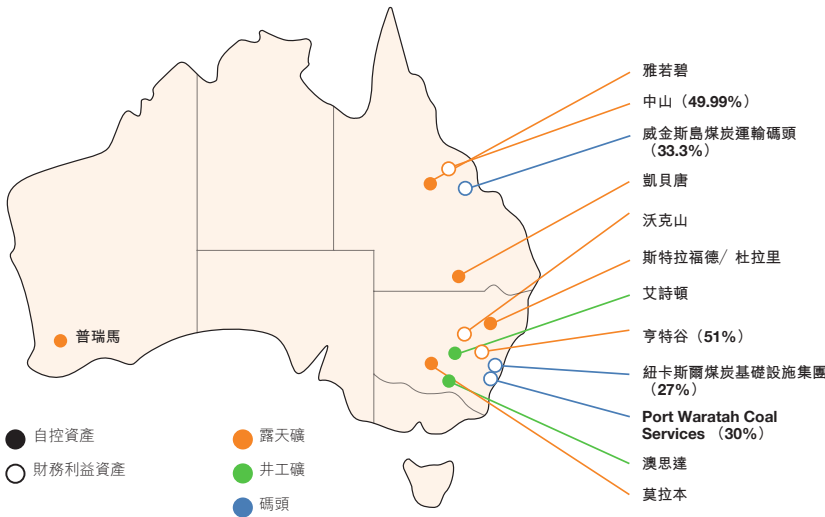 雅若碧
中山（49.99%）
威金斯島煤炭運輸碼頭
（33.3%）
凱貝唐
沃克山
斯特拉福德/ 杜拉里
艾詩頓
亨特谷（51%）
紐卡斯爾煤炭基礎設施集團
（27%）
Port Waratah Coal
Services （30%）
澳思達
莫拉本
普瑞馬
自控資產
財務利益資產
露天礦
井工礦
碼頭